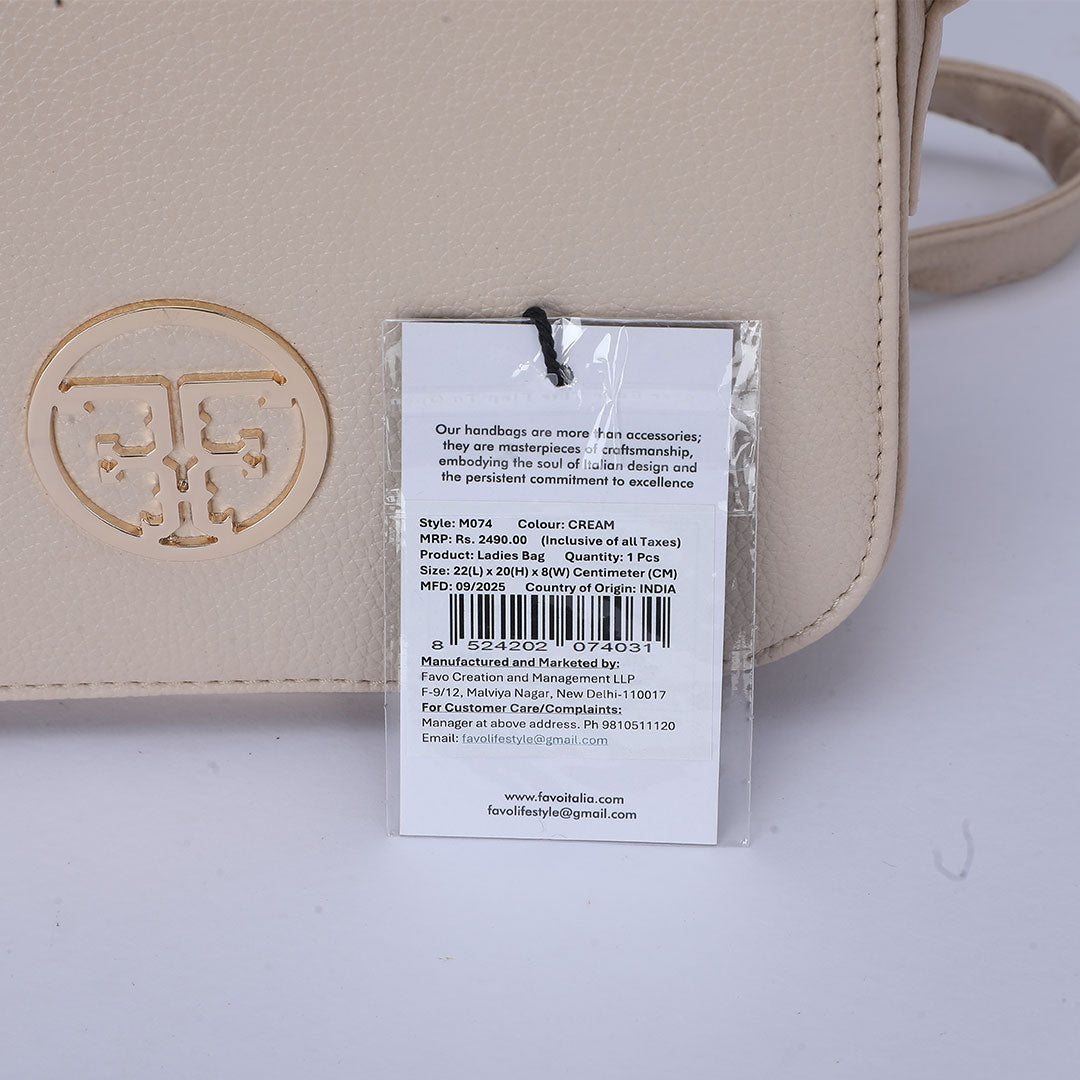 Our handbags are more than accessories;
they are masterpieces of craftsmanship,
embodying the soul of Italian design and
the persistent commitment to excellence
Style: M074 Colour: CREAM
MRP: Rs. 2490.00 (Inclusive of all Taxes)
Product: Ladies Bag Quantity: 1 Pcs
Size: 22(L) x 20(H) x 8(W) Centimeter (CM)
MFD: 09/2025 Country of Origin: INDIA
8 524202 074031
Manufactured and Marketed by:
Favo Creation and Management LLP
F-9/12, Malviya Nagar, New Delhi-110017
For Customer Care/Complaints:
Manager at above address. Ph 9810511120
Email: favolifestyle@gmail.com
www.favoitalia.com
favolifestyle@gmail.com